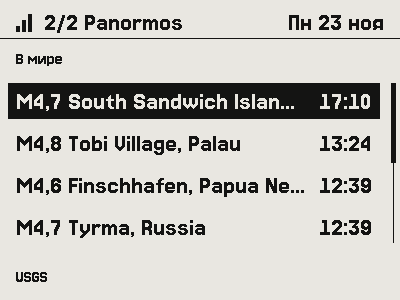 2/2 Panormos
Пн 23 ноя
В мире
M4,7 South Sandwich Islan... 17:10
M4,8 Tobi Village, Palau 13:24
M4,6 Finschhafen, Papua Ne... 12:39
M4,7 Tyrma, Russia 12:39
USGS